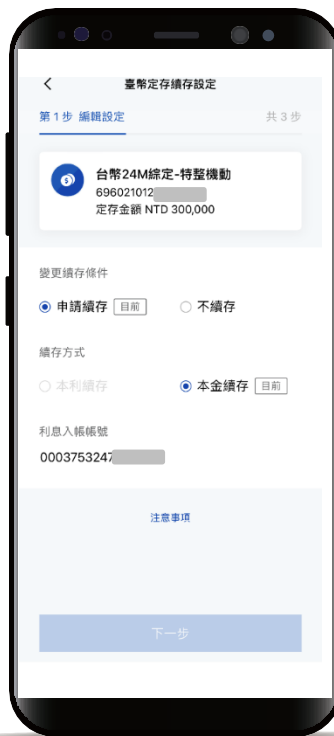 臺幣定存續存設定
第1步 編輯設定 共3步
台幣24M綜定-特整機動
696021012
定存金額 NTD 300,000
變更續存條件
申請續存 目前 不續存
續存方式
本利續存 本金續存 目前
利息入帳帳號
0003753247
注意事項
下一步